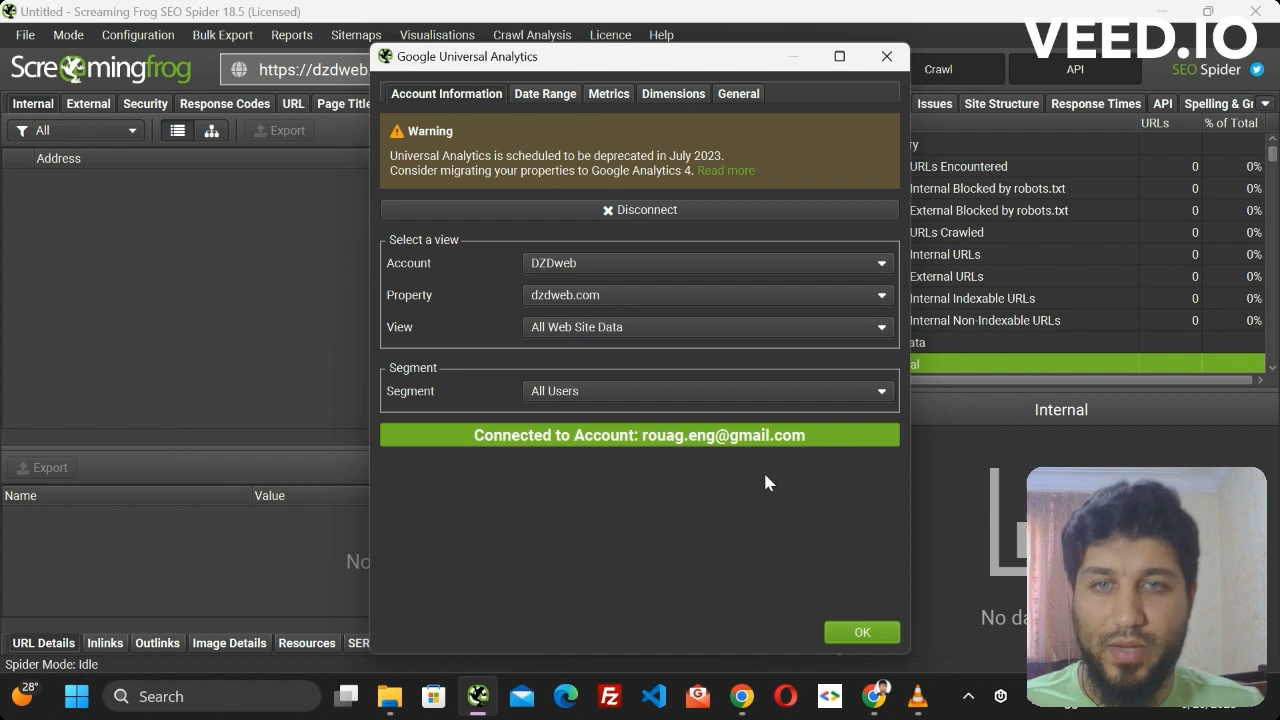 Untitled - Screaming Frog SEO Spider 18.5 (Licensed)
VEED.IO
File Mode Configuration Bulk Export Reports Sitemaps Visualisations Crawl Analysis Licence Help
Screamingfrog
https://dzdweb
Crawl
API
SEO Spider
Internal External Security Response Codes URL Page Title
Issues Site Structure Response Times API Spelling & G
All
Export
URLs % of Total
Address
ry
URLs Encountered 0 0%
Internal Blocked by robots.txt 0 0%
External Blocked by robots.txt 0 0%
URLs Crawled 0 0%
Internal URLs 0 0%
External URLs 0 0%
Internal Indexable URLs 0 0%
Internal Non-Indexable URLs 0 0%
ata
al
Google Universal Analytics
Account Information Date Range Metrics Dimensions General
Warning
Universal Analytics is scheduled to be deprecated in July 2023.
Consider migrating your properties to Google Analytics 4. Read more
Disconnect
Select a view
Account DZDweb
Property dzdweb.com
View All Web Site Data
Segment
Segment All Users
Connected to Account: rouag.eng@gmail.com
OK
Internal
Export
Name Value
No
No da
URL Details Inlinks Outlinks Image Details Resources SER
Spider Mode: Idle
28°
Search